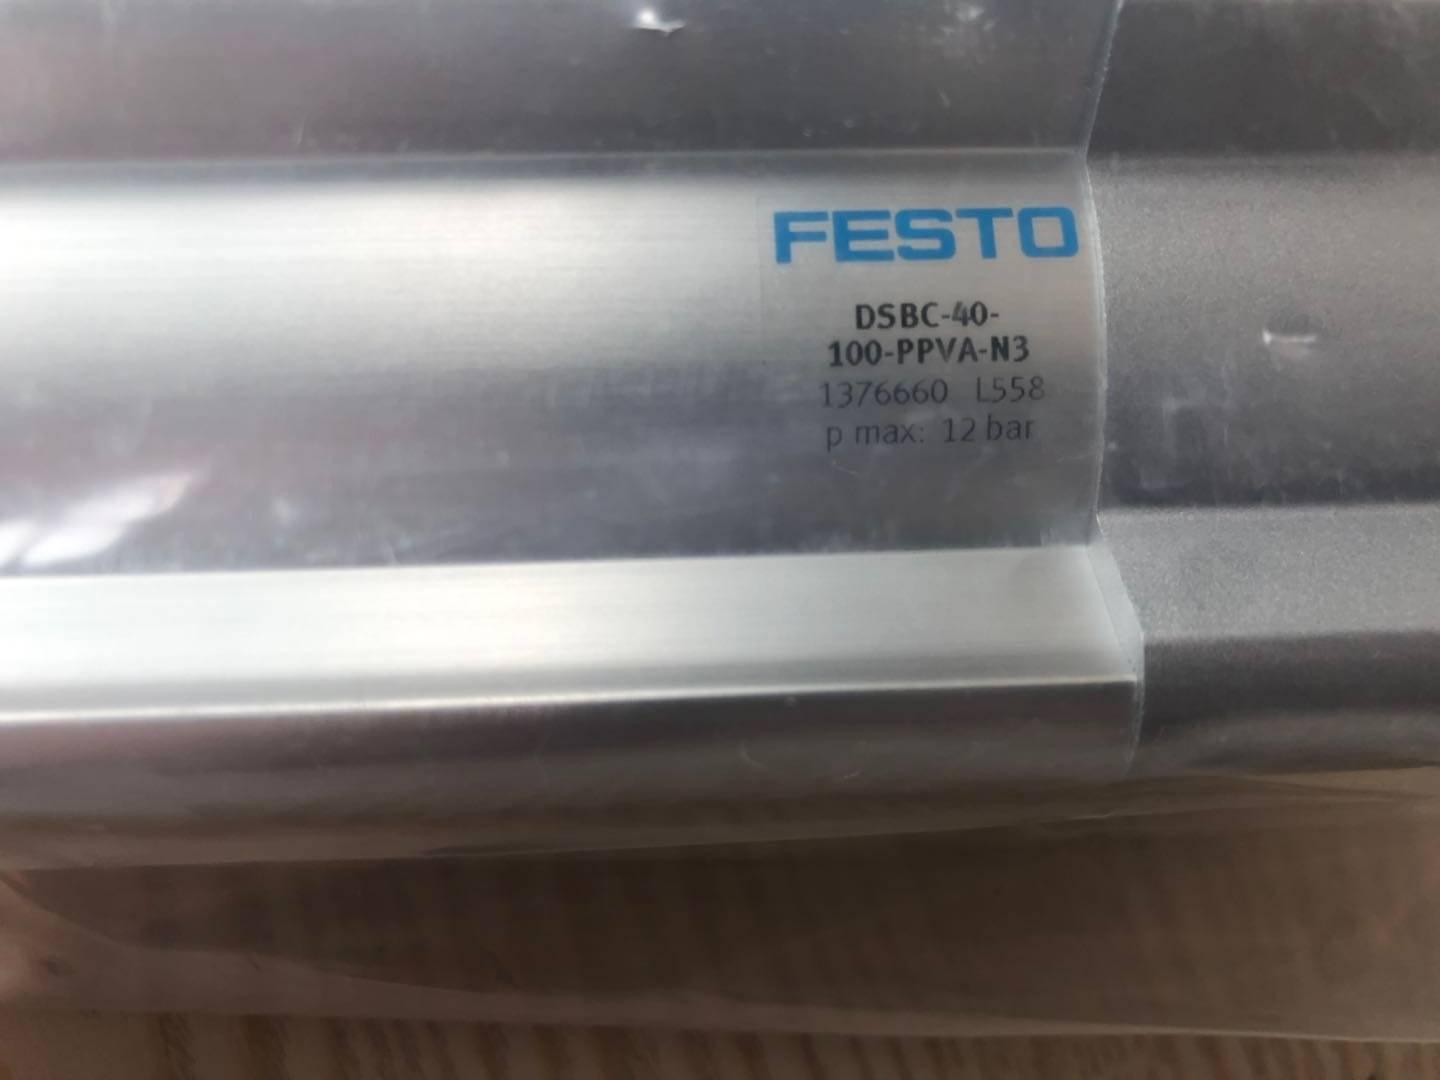 FESTO
DSBC-40-
100-PPVA-N3
1376660 L558
p max: 12 bar